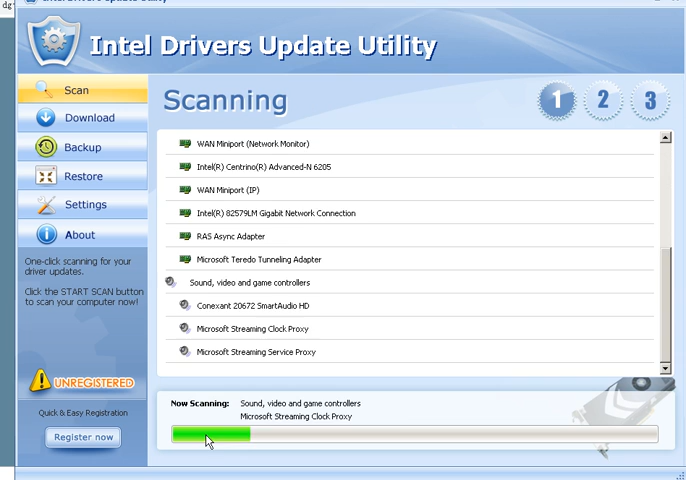 Intel Drivers Update Utility
Scan
Download
Backup
Restore
Settings
About
One-click scanning for your
driver updates.
Click the START SCAN button
to scan your computer now!
UNREGISTERED
Quick & Easy Registration
Register now
Scanning
1 2 3
WAN Miniport (Network Monitor)
Intel(R) Centrino(R) Advanced-N 6205
WAN Miniport (IP)
Intel(R) 82579LM Gigabit Network Connection
RAS Async Adapter
Microsoft Teredo Tunneling Adapter
Sound, video and game controllers
Conexant 20672 SmartAudio HD
Microsoft Streaming Clock Proxy
Microsoft Streaming Service Proxy
Now Scanning: Sound, video and game controllers
Microsoft Streaming Clock Proxy